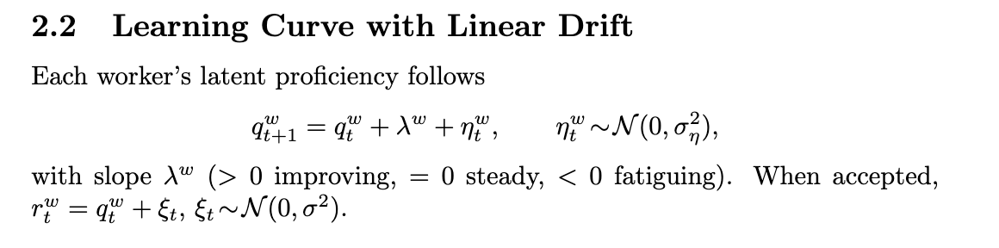 2.2 Learning Curve with Linear Drift
Each worker's latent proficiency follows
$q_{t+1}^w = q_t^w + \lambda^w + \eta_t^w, \qquad \eta_t^w \sim \mathcal{N}(0, \sigma_\eta^2),$
with slope $\lambda^w$ (> 0 improving, = 0 steady, < 0 fatiguing). When accepted,
$r_t^w = q_t^w + \xi_t$, $\xi_t \sim \mathcal{N}(0, \sigma^2)$.